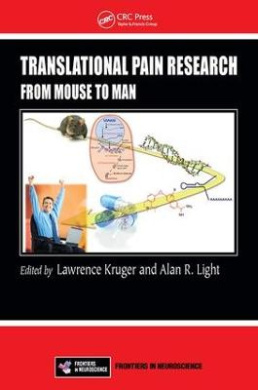 CRC
CRC Press
Taylor & Francis Group
TRANSLATIONAL PAIN RESEARCH
FROM MOUSE TO MAN
Edited by Lawrence Kruger and Alan R. Light
FRONTIERS IN
NEUROSCIENCE
FRONTIERS IN NEUROSCIENCE